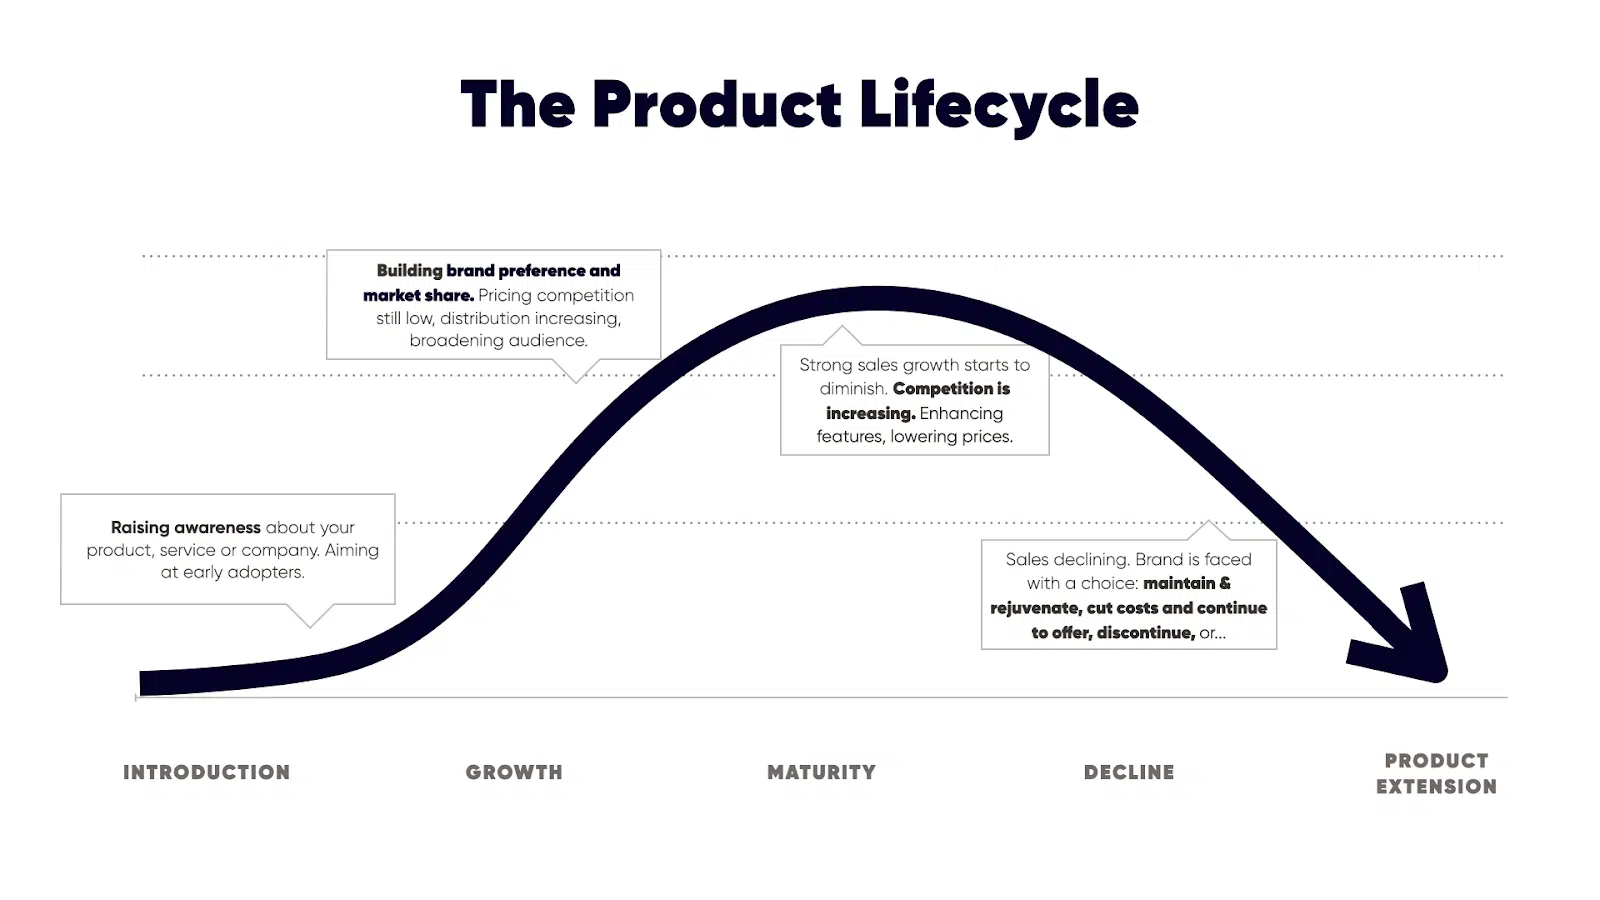 The Product Lifecycle
Building brand preference and
market share. Pricing competition
still low, distribution increasing,
broadening audience.
Strong sales growth starts to
diminish. Competition is
increasing. Enhancing
features, lowering prices.
Raising awareness about your
product, service or company. Aiming
at early adopters.
Sales declining. Brand is faced
with a choice: maintain &
rejuvenate, cut costs and continue
to offer, discontinue, or...
INTRODUCTION
GROWTH
MATURITY
DECLINE
PRODUCT
EXTENSION